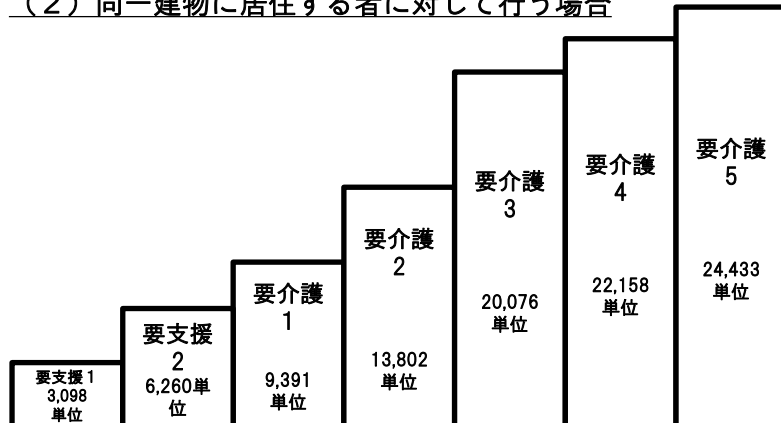 （２）同一建物に居住する者に対して行う場合
要支援１
3,098
単位
要支援
2
6,260単
位
要介護
1
9,391
単位
要介護
2
13,802
単位
要介護
3
20,076
単位
要介護
4
22,158
単位
要介護
5
24,433
単位